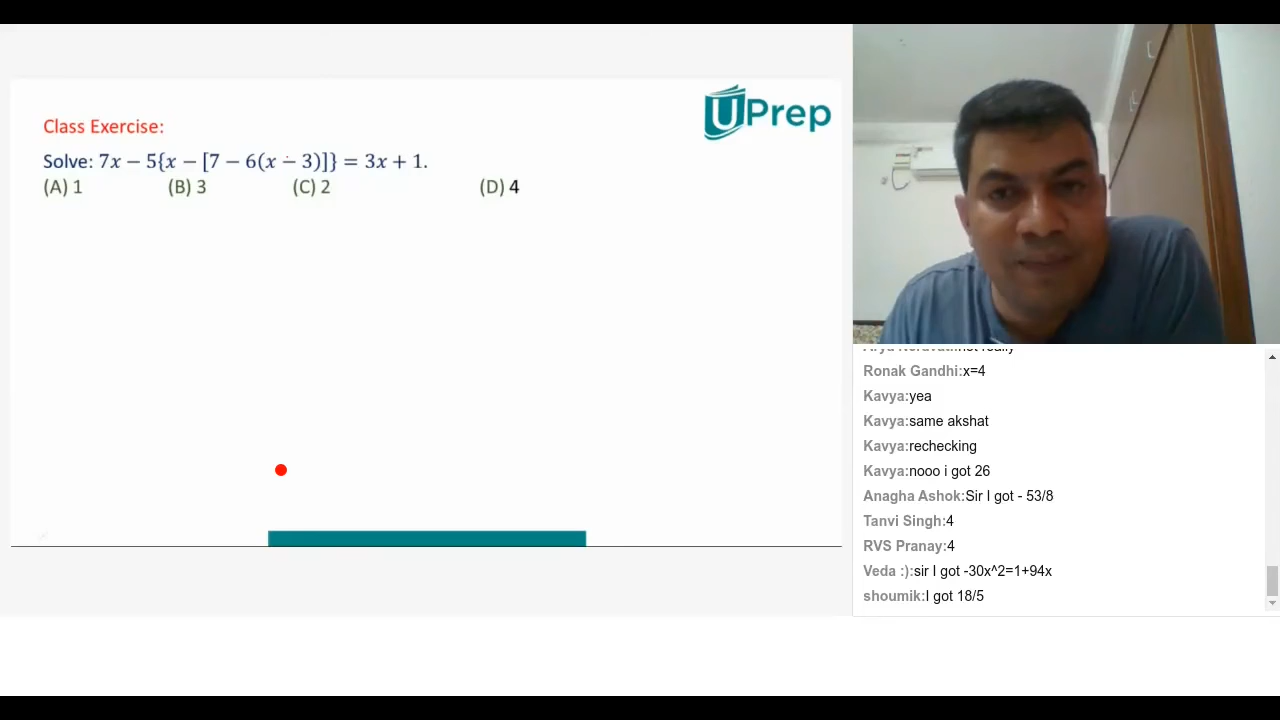 UPrep
Class Exercise:
Solve: 7x − 5{x − [7 − 6(x − 3)]} = 3x + 1.
(A) 1 (B) 3 (C) 2 (D) 4
Ronak Gandhi:x=4
Kavya:yea
Kavya:same akshat
Kavya:rechecking
Kavya:nooo i got 26
Anagha Ashok:Sir I got - 53/8
Tanvi Singh:4
RVS Pranay:4
Veda :):sir I got -30x^2=1+94x
shoumik:I got 18/5